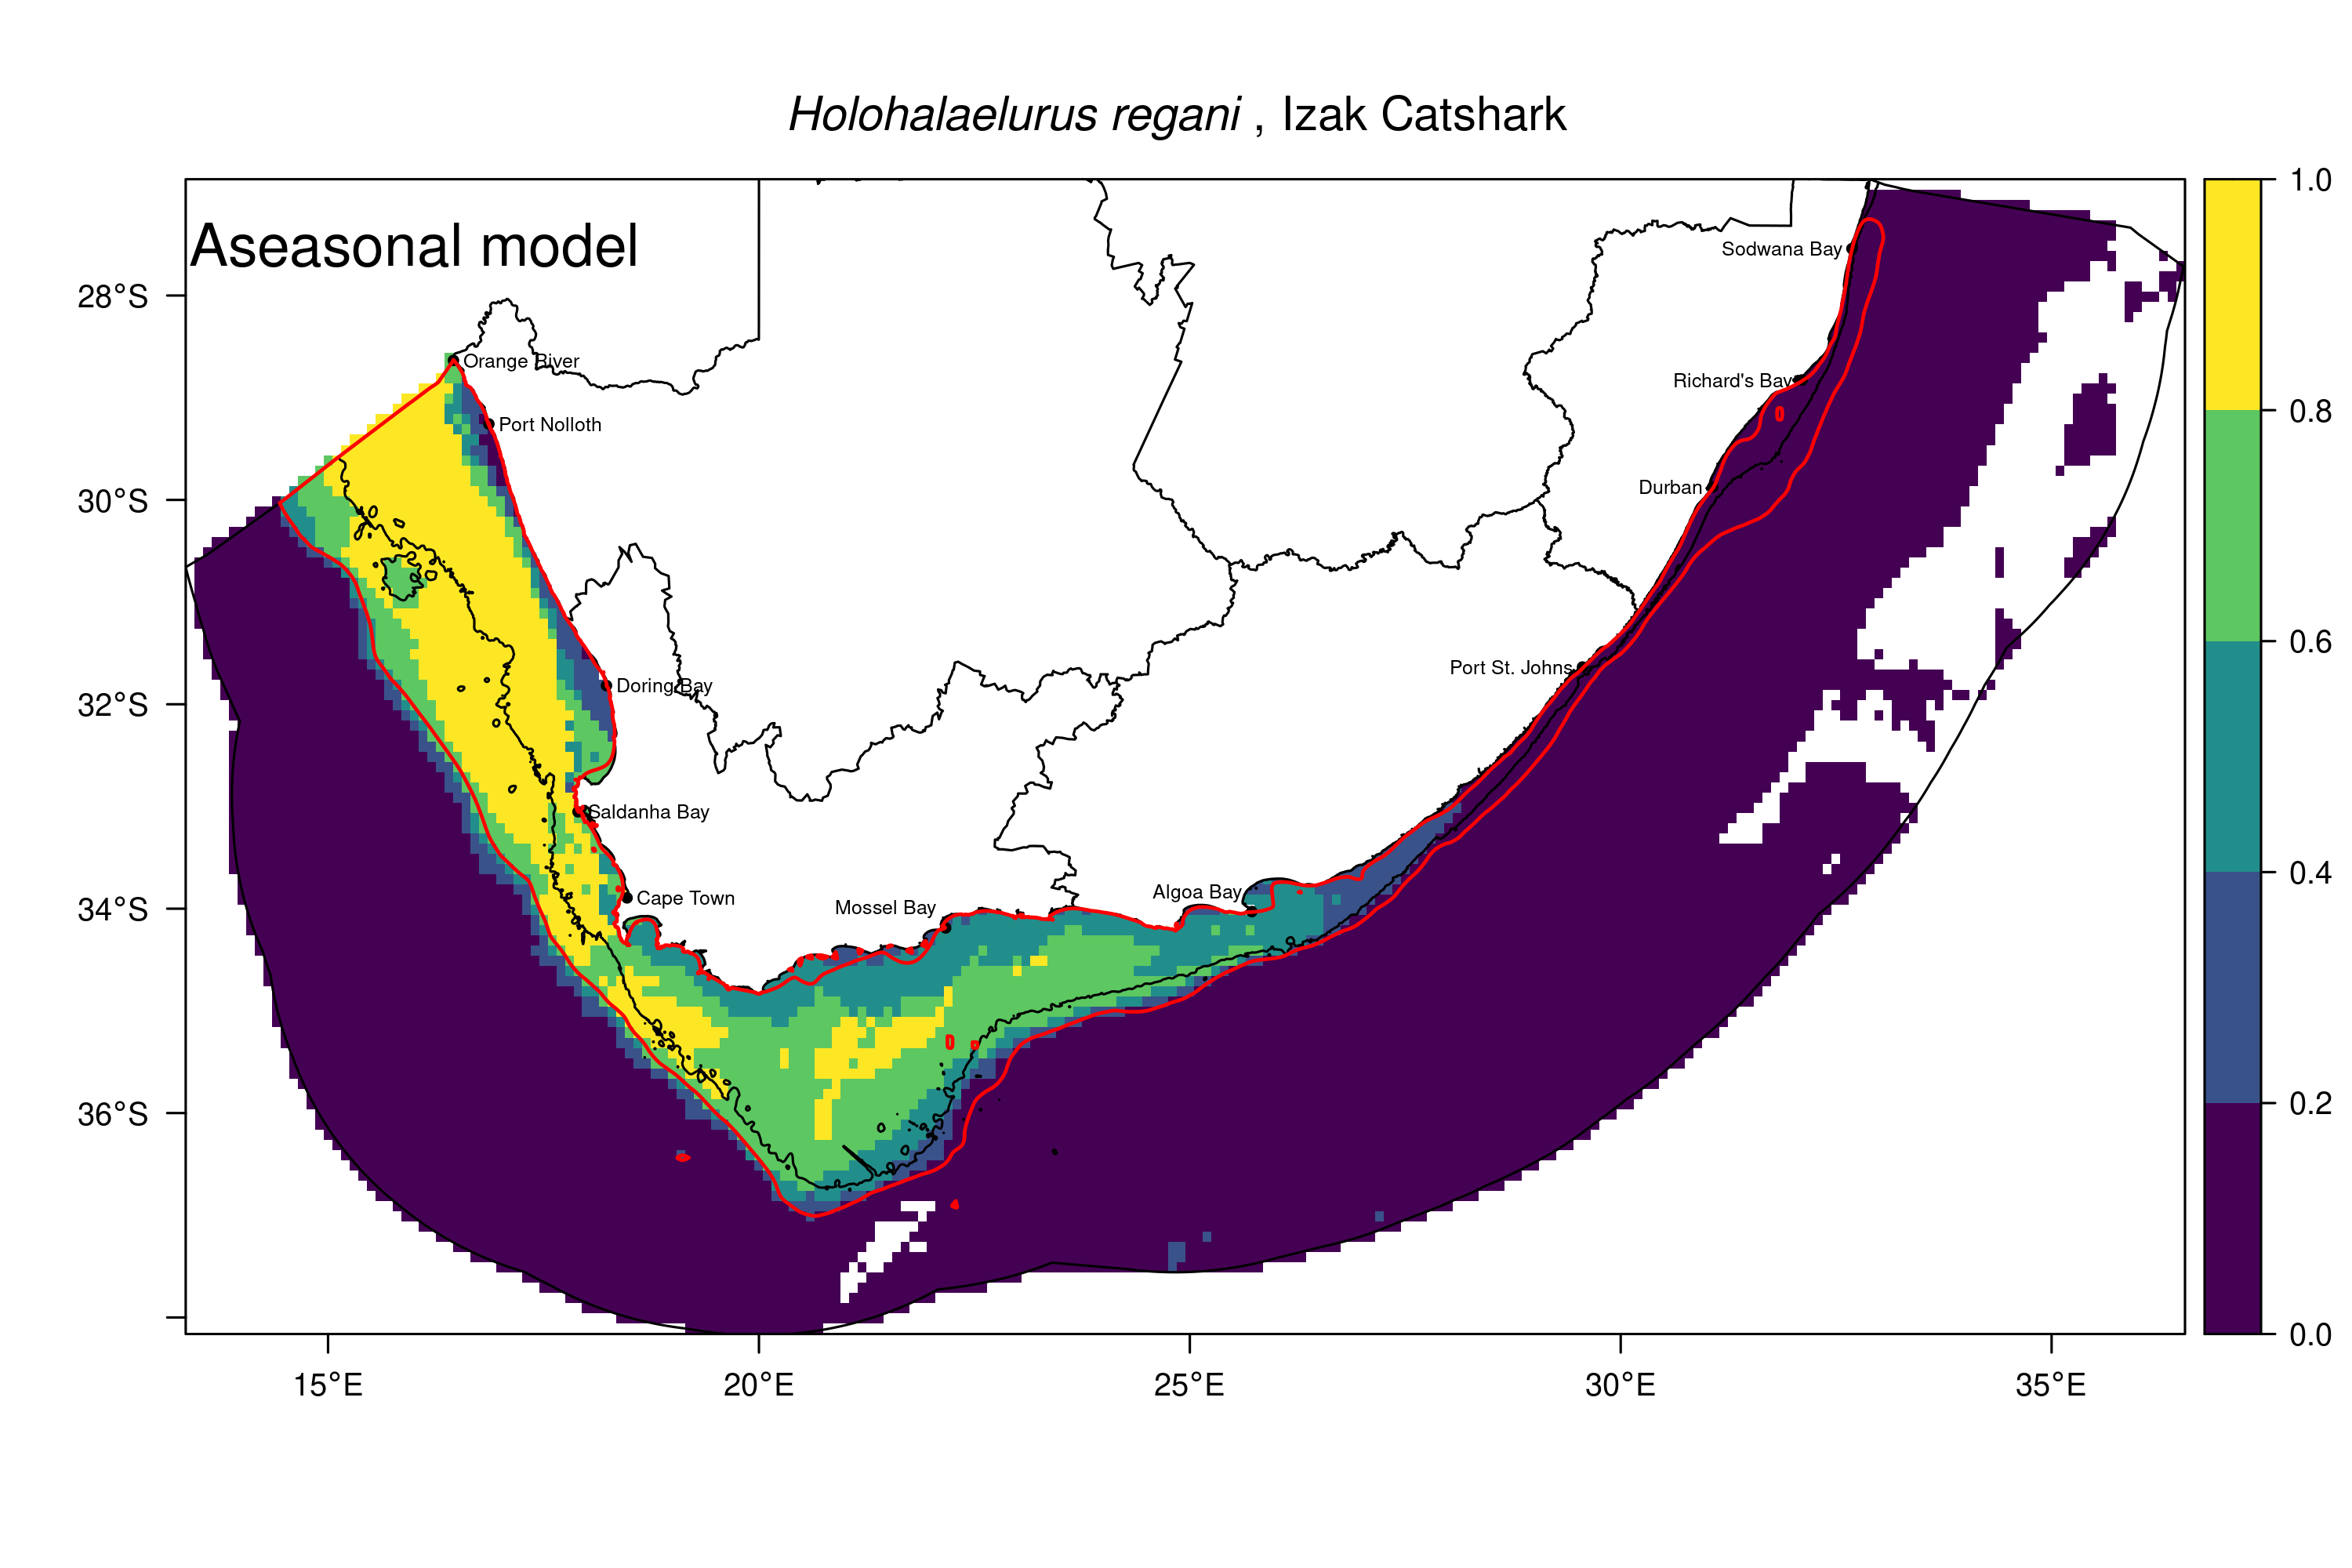 Holohalaelurus regani , Izak Catshark
Aseasonal model
Sodwana Bay
Richard's Bay
Orange River
Port Nolloth
Durban
Port St. Johns
Doring Bay
Saldanha Bay
Cape Town
Mossel Bay
Algoa Bay
28°S
30°S
32°S
34°S
36°S
15°E
20°E
25°E
30°E
35°E
1.0
0.8
0.6
0.4
0.2
0.0